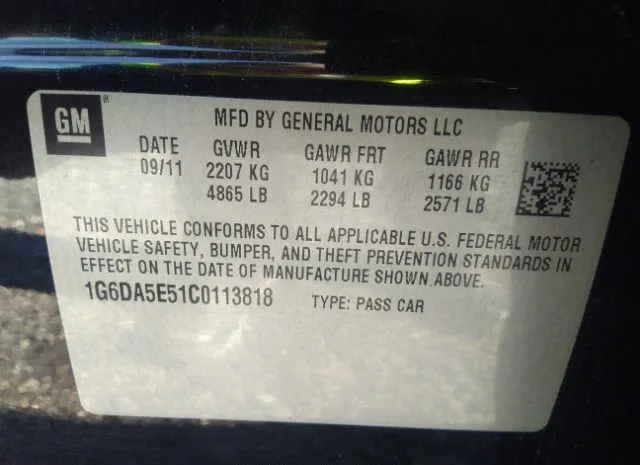 GM ®
MFD BY GENERAL MOTORS LLC
DATE GVWR GAWR FRT GAWR RR
09/11 2207 KG 1041 KG 1166 KG
4865 LB 2294 LB 2571 LB
THIS VEHICLE CONFORMS TO ALL APPLICABLE U.S. FEDERAL MOTOR
VEHICLE SAFETY, BUMPER, AND THEFT PREVENTION STANDARDS IN
EFFECT ON THE DATE OF MANUFACTURE SHOWN ABOVE.
1G6DA5E51C0113818 TYPE: PASS CAR